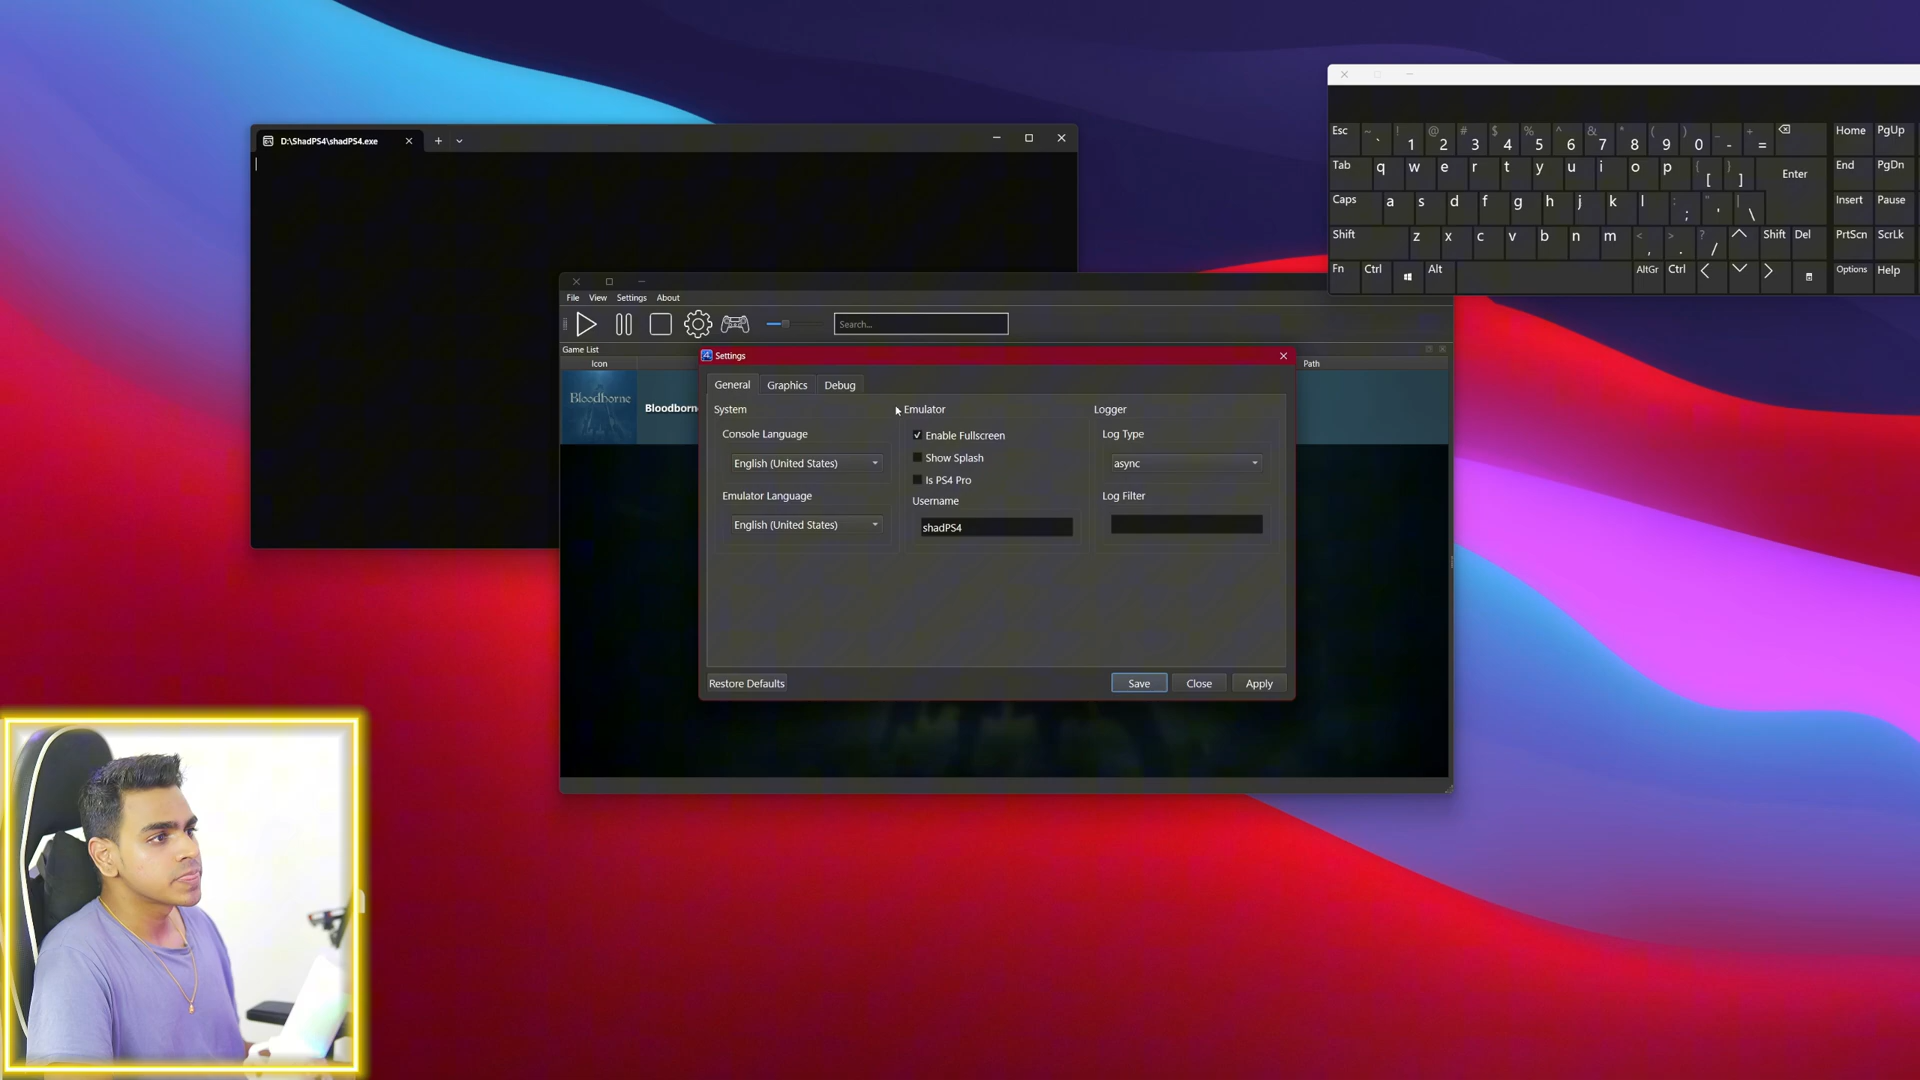 D:\ShadPS4\shadPS4.exe
File View Settings About
Search...
Game List
Icon
Path
Bloodborne
Bloodborn
Settings
General Graphics Debug
System
Console Language
English (United States)
Emulator Language
English (United States)
Emulator
Enable Fullscreen
Show Splash
Is PS4 Pro
Username
shadPS4
Logger
Log Type
async
Log Filter
Restore Defaults
Save Close Apply
Esc ~ ` ! 1 @ 2 # 3 $ 4 % 5 ^ 6 & 7 * 8 ( 9 ) 0 _ - + = Home PgUp
Tab q w e r t y u i o p { [ } ] Enter End PgDn
Caps a s d f g h j k l : ; " ' | \ Insert Pause
Shift z x c v b n m < , > . ? / Shift Del PrtScn ScrLk
Fn Ctrl Alt AltGr Ctrl Options Help